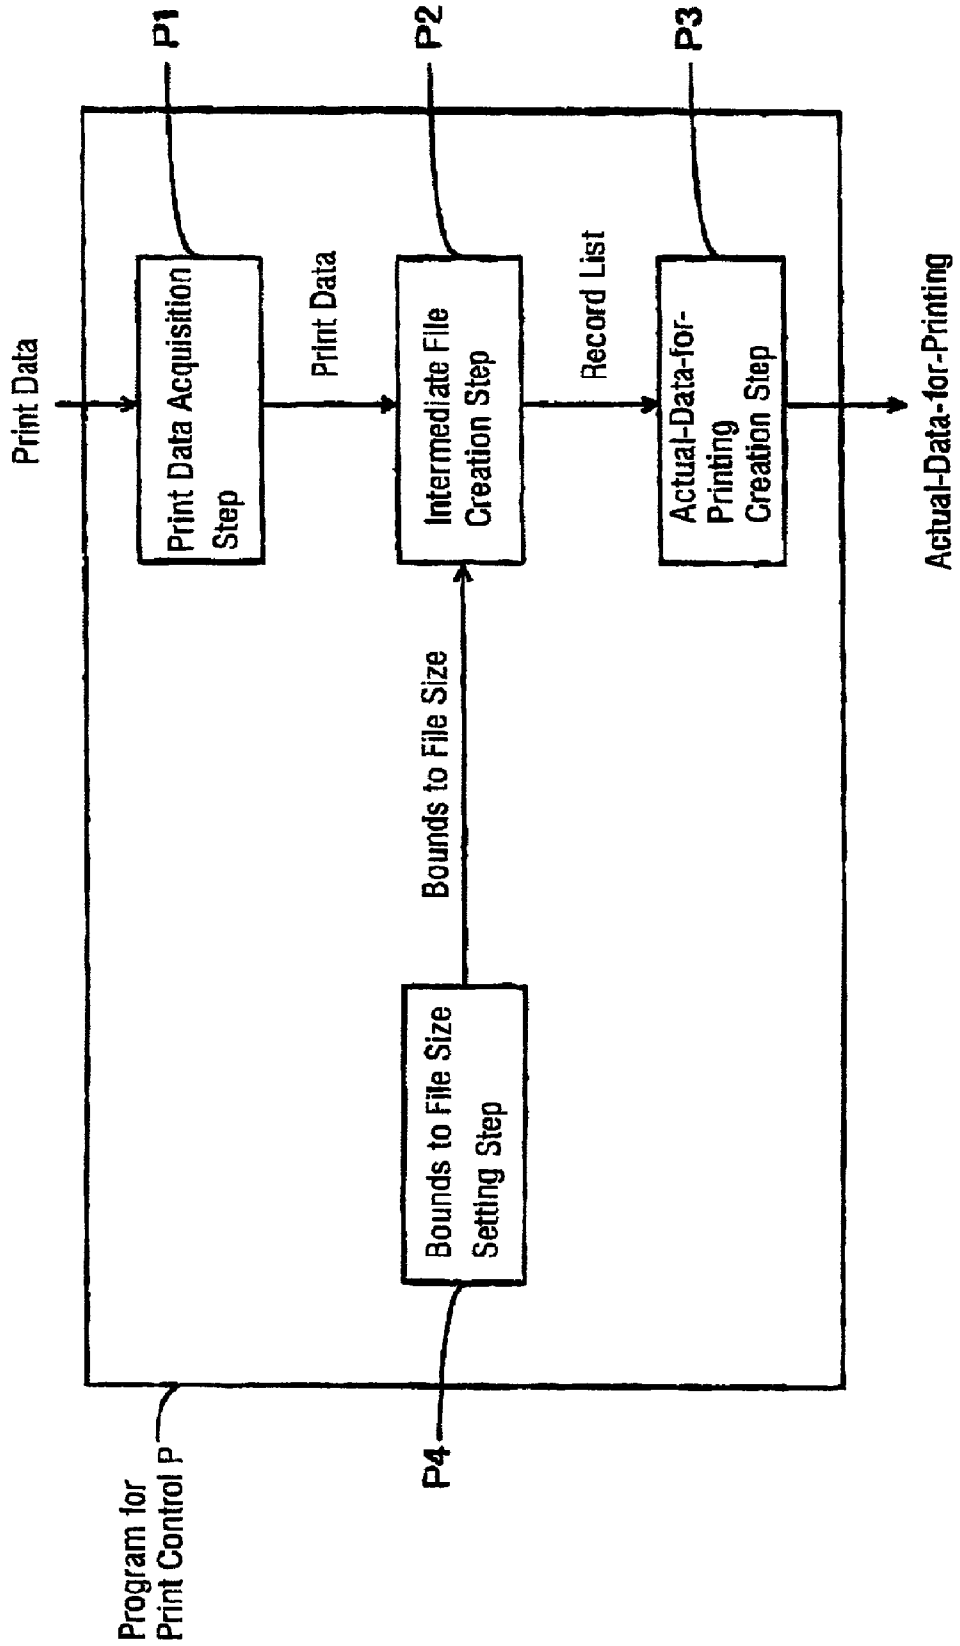 Program for
Print Control P
Print Data
Print Data Acquisition
Step
P1
Print Data
P4
Bounds to File Size
Setting Step
Bounds to File Size
Intermediate File
Creation Step
P2
Record List
Actual-Data-for-
Printing
Creation Step
P3
Actual-Data-for-Printing